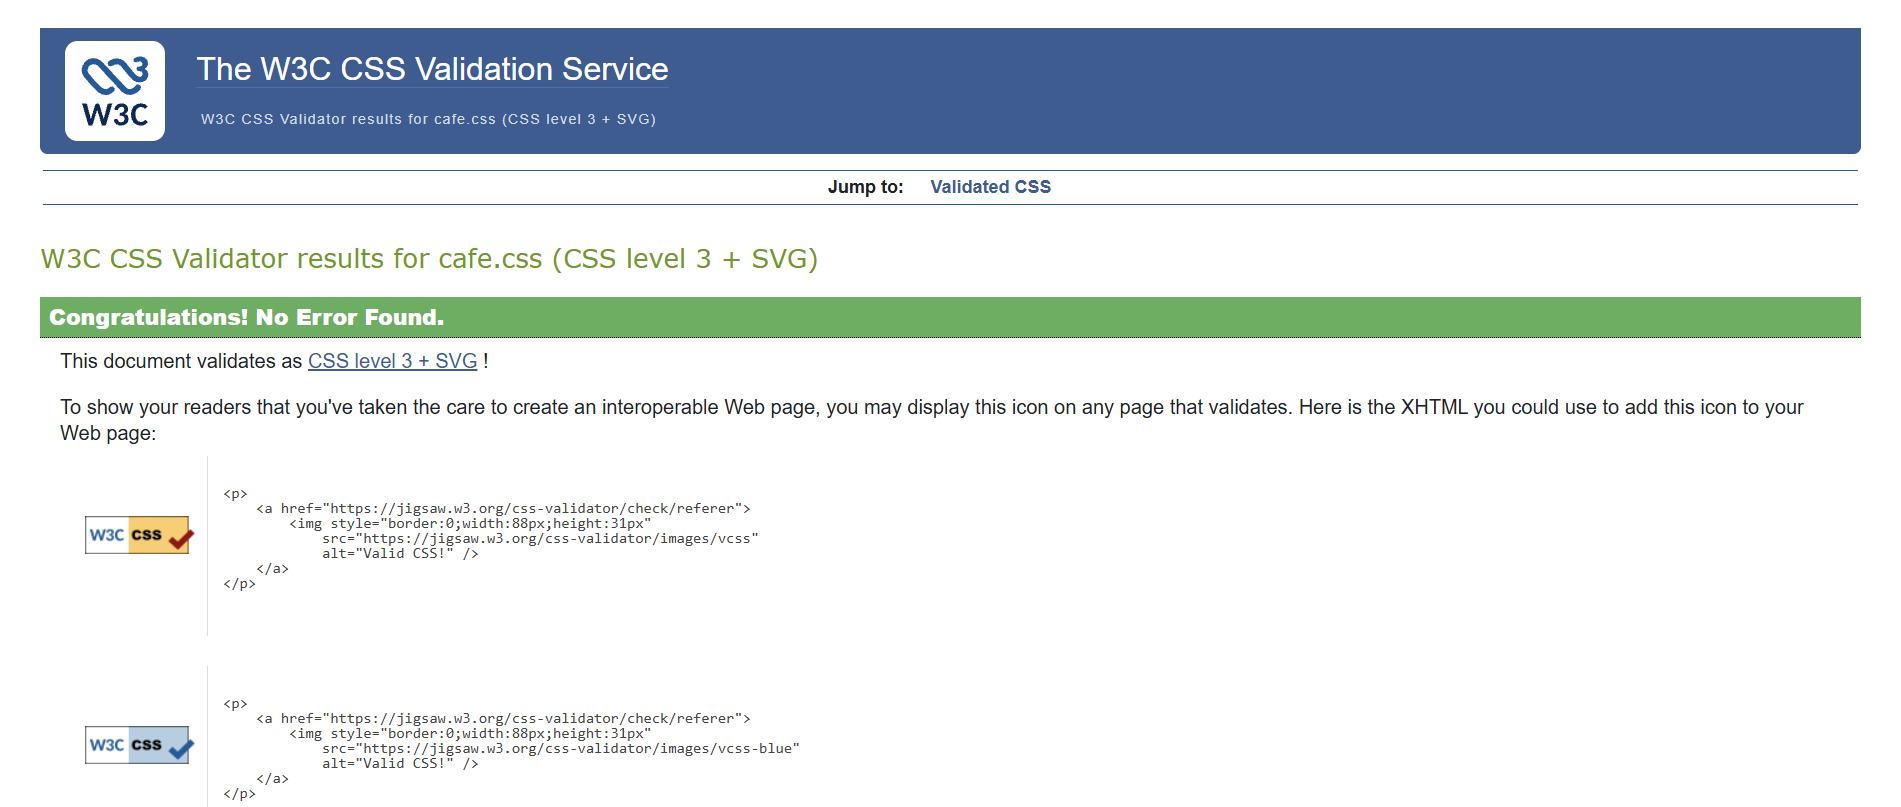 W3C
The W3C CSS Validation Service
W3C CSS Validator results for cafe.css (CSS level 3 + SVG)
Jump to: Validated CSS
W3C CSS Validator results for cafe.css (CSS level 3 + SVG)
Congratulations! No Error Found.
This document validates as CSS level 3 + SVG !
To show your readers that you've taken the care to create an interoperable Web page, you may display this icon on any page that validates. Here is the XHTML you could use to add this icon to your
Web page:
W3C css
<p>
    <a href="https://jigsaw.w3.org/css-validator/check/referer">
        <img style="border:0;width:88px;height:31px"
            src="https://jigsaw.w3.org/css-validator/images/vcss"
            alt="Valid CSS!" />
    </a>
</p>
W3C css
<p>
    <a href="https://jigsaw.w3.org/css-validator/check/referer">
        <img style="border:0;width:88px;height:31px"
            src="https://jigsaw.w3.org/css-validator/images/vcss-blue"
            alt="Valid CSS!" />
    </a>
</p>